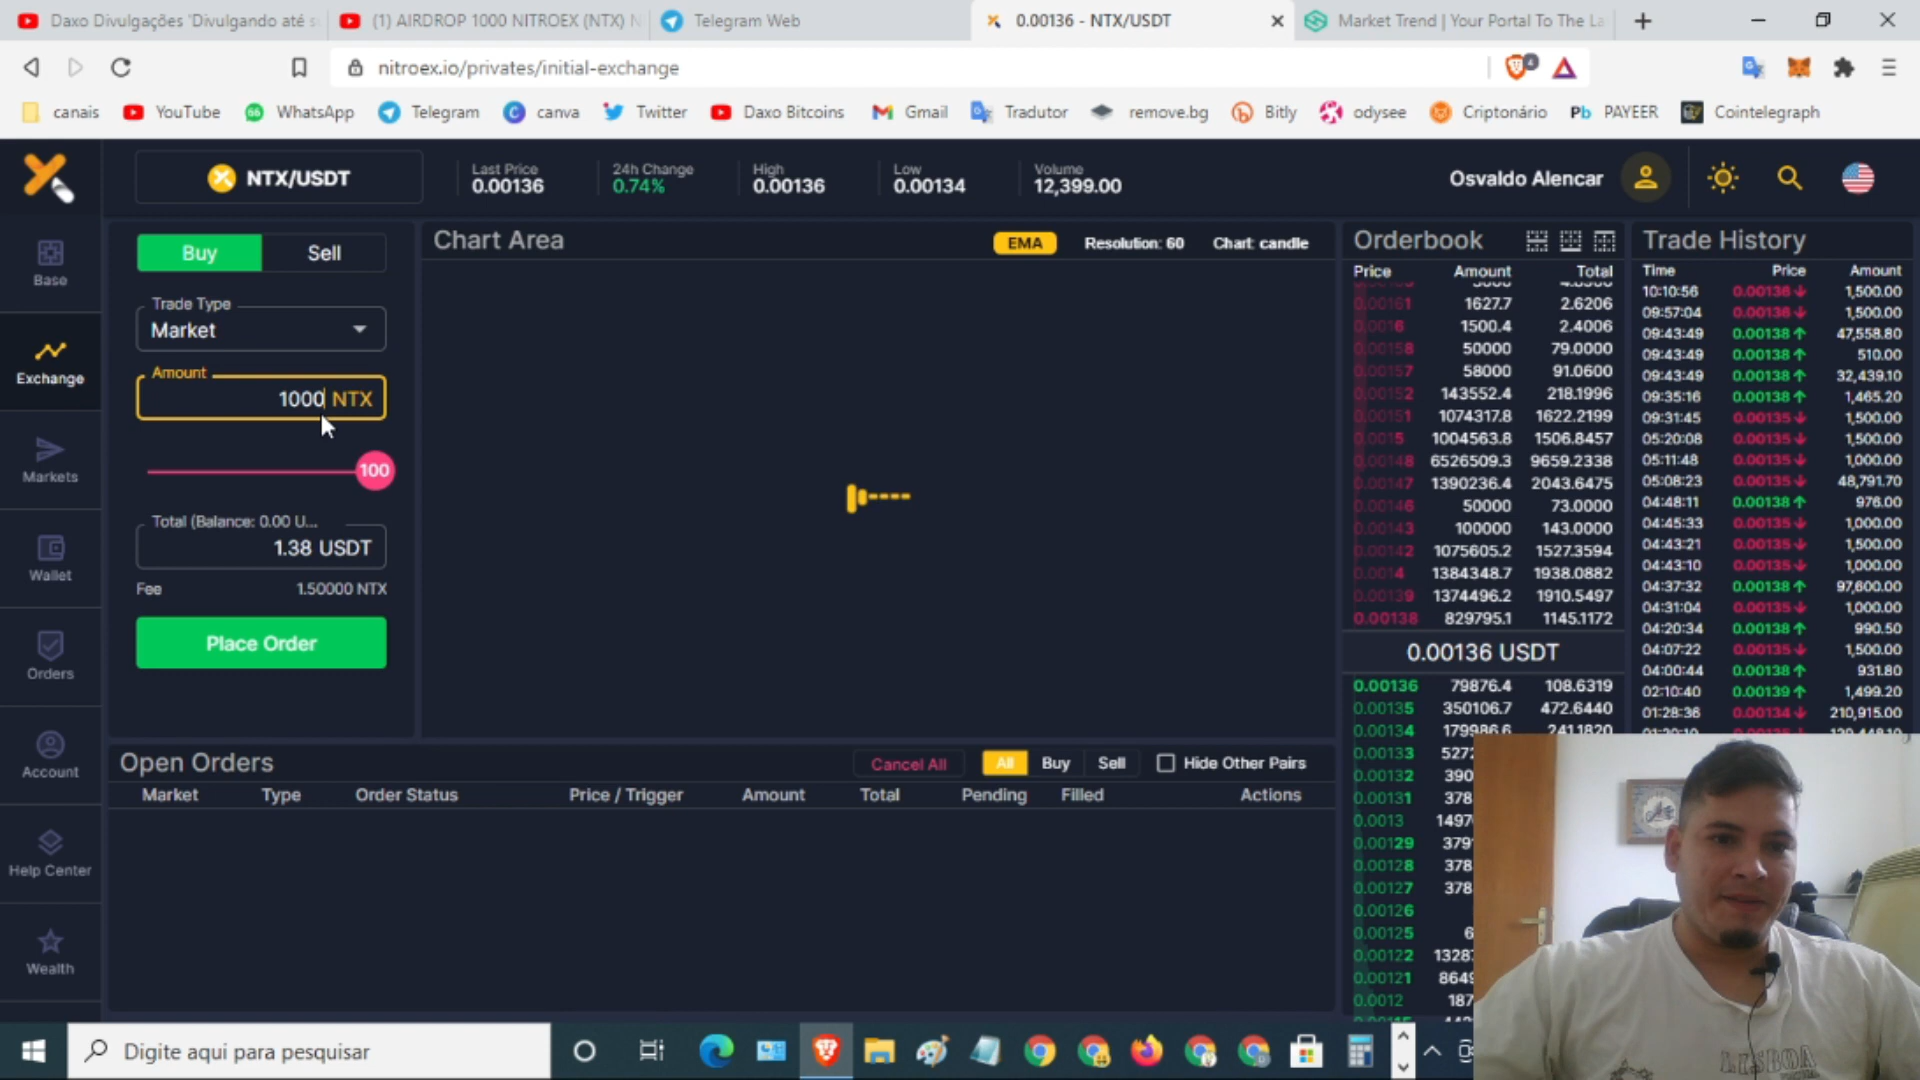 Daxo Divulgações 'Divulgando até s
(1) AIRDROP 1000 NITROEX (NTX) N
Telegram Web
0.00136 - NTX/USDT
Market Trend | Your Portal To The La
nitroex.io/privates/initial-exchange
canais
YouTube
WhatsApp
Telegram
canva
Twitter
Daxo Bitcoins
Gmail
Tradutor
remove.bg
Bitly
odysee
Criptonário
Pb PAYEER
Cointelegraph
NTX/USDT
Last Price
0.00136
24h Change
0.74%
High
0.00136
Low
0.00134
Volume
12,399.00
Osvaldo Alencar
Base
Exchange
Markets
Wallet
Orders
Account
Help Center
Wealth
Buy
Sell
Trade Type
Market
Amount
1000 NTX
100
Total (Balance: 0.00 U...
1.38 USDT
Fee
1.50000 NTX
Place Order
Chart Area
EMA
Resolution: 60
Chart: candle
Orderbook
Price Amount Total
0.00161 1627.7 2.6206
0.0016 1500.4 2.4006
0.00158 50000 79.0000
0.00157 58000 91.0600
0.00152 143552.4 218.1996
0.00151 1074317.8 1622.2199
0.0015 1004563.8 1506.8457
0.00148 6526509.3 9659.2338
0.00147 1390236.4 2043.6475
0.00146 50000 73.0000
0.00143 100000 143.0000
0.00142 1075605.2 1527.3594
0.0014 1384348.7 1938.0882
0.00139 1374496.2 1910.5497
0.00138 829795.1 1145.1172
0.00136 USDT
0.00136 79876.4 108.6319
0.00135 350106.7 472.6440
0.00134 179986.6 241.1820
0.00133 5272
0.00132 390
0.00131 378
0.0013 1497
0.00129 379
0.00128 378
0.00127 378
0.00126
0.00125 6
0.00122 1328
0.00121 8649
0.0012 187
Trade History
Time Price Amount
10:10:56 0.00136 1,500.00
09:57:04 0.00136 1,500.00
09:43:49 0.00138 47,558.80
09:43:49 0.00138 510.00
09:43:49 0.00138 32,439.10
09:35:16 0.00138 1,465.20
09:31:45 0.00135 1,500.00
05:20:08 0.00135 1,500.00
05:11:48 0.00135 1,000.00
05:08:23 0.00135 48,791.70
04:48:11 0.00138 976.00
04:45:33 0.00135 1,000.00
04:43:21 0.00135 1,500.00
04:43:10 0.00135 1,000.00
04:37:32 0.00138 97,600.00
04:31:04 0.00135 1,000.00
04:20:34 0.00138 990.50
04:07:22 0.00135 1,500.00
04:00:44 0.00138 931.80
02:10:40 0.00139 1,499.20
01:28:36 0.00134 210,915.00
Open Orders
Cancel All
All
Buy
Sell
Hide Other Pairs
Market Type Order Status Price / Trigger Amount Total Pending Filled Actions
LISBOA
Digite aqui para pesquisar